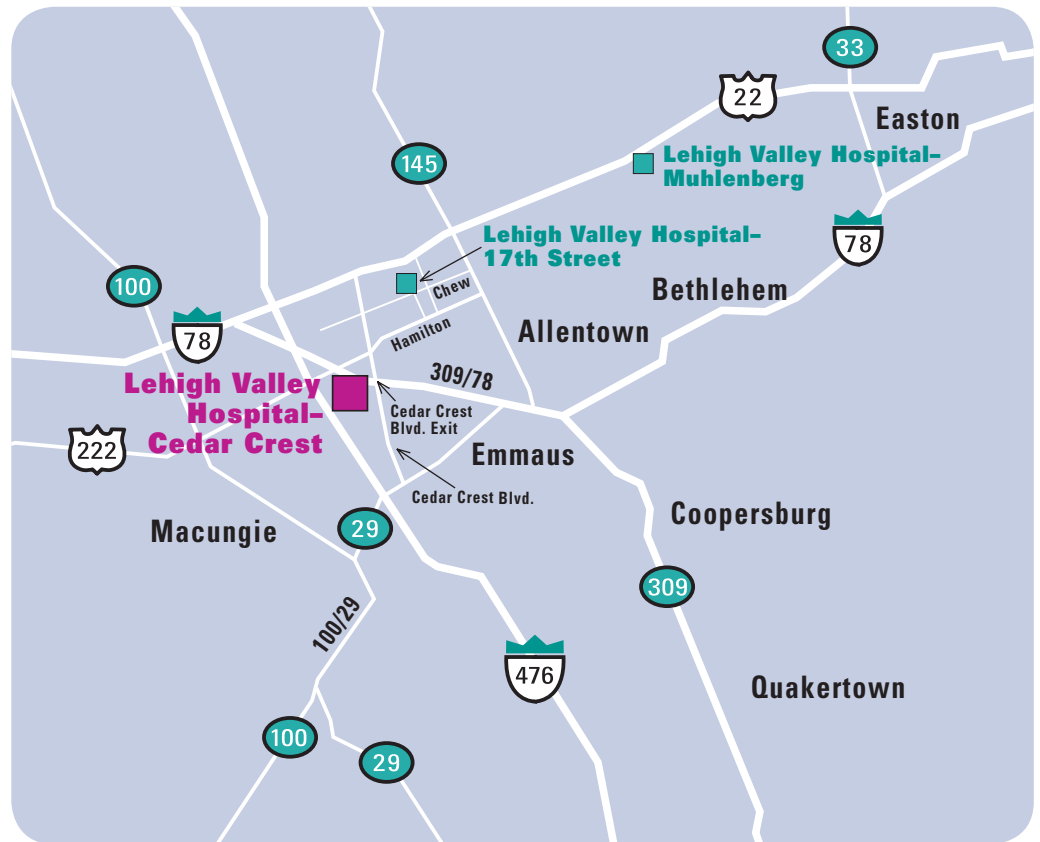 33
22
Easton
145
Lehigh Valley Hospital–
Muhlenberg
Lehigh Valley Hospital–
17th Street
78
100
Chew
Bethlehem
Hamilton
Allentown
78
309/78
Lehigh Valley
Hospital–
Cedar Crest
Cedar Crest
Blvd. Exit
222
Emmaus
Cedar Crest Blvd.
Macungie
29
Coopersburg
309
100/29
476
Quakertown
100
29